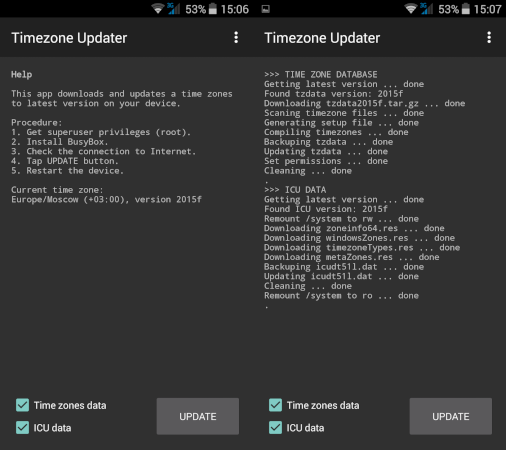 53% 15:06
Timezone Updater
Help
This app downloads and updates a time zones
to latest version on your device.
Procedure:
1. Get superuser privileges (root).
2. Install BusyBox.
3. Check the connection to Internet.
4. Tap UPDATE button.
5. Restart the device.
Current time zone:
Europe/Moscow (+03:00), version 2015f
Time zones data
ICU data
UPDATE
53% 15:07
Timezone Updater
>>> TIME ZONE DATABASE
Getting latest version ... done
Found tzdata version: 2015f
Downloading tzdata2015f.tar.gz ... done
Scanning timezone files ... done
Generating setup file ... done
Compiling timezones ... done
Backuping tzdata ... done
Updating tzdata ... done
Set permissions ... done
Cleaning ... done
.
>>> ICU DATA
Getting latest version ... done
Found ICU version: 2015f
Remount /system to rw ... done
Downloading zoneinfo64.res ... done
Downloading windowsZones.res ... done
Downloading timezoneTypes.res ... done
Downloading metaZones.res ... done
Backuping icudt51l.dat ... done
Updating icudt51l.dat ... done
Cleaning ... done
Remount /system to ro ... done
.
Time zones data
ICU data
UPDATE